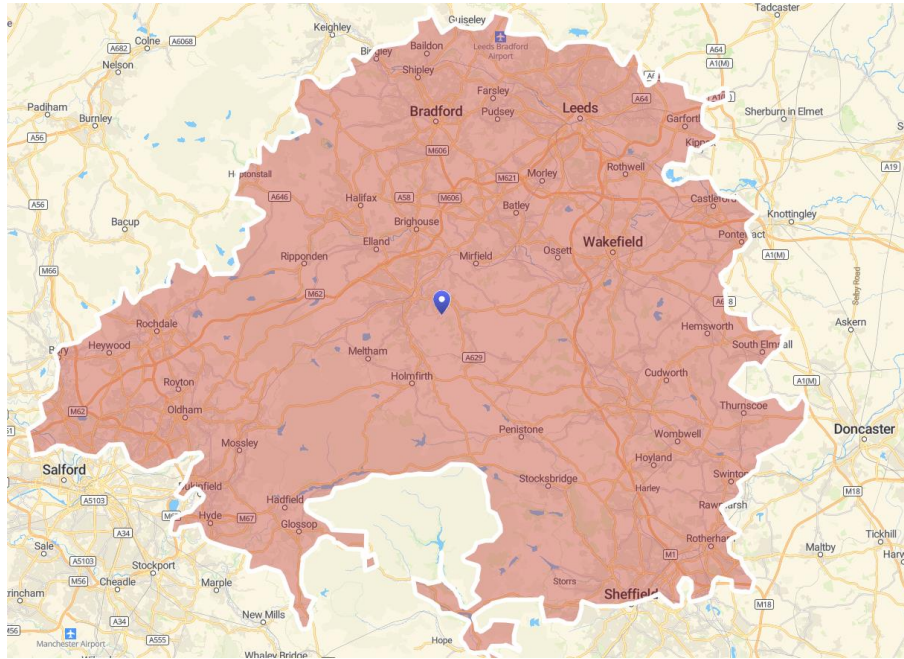 Tadcaster
Guiseley
Keighley
A6068
A682
Colne
Bingley
Baildon
Leeds Bradford
Airport
A64
A1(M)
Nelson
Shipley
Farsley
A64
Padiham
Bradford
Pudsey
Leeds
Sherburn in Elmet
Burnley
Garforth
A56
M606
Kippax
A19
Heptonstall
M621
Morley
Rothwell
A646
Halifax
A58
M606
Castleford
A56
Batley
Bacup
Brighouse
Knottingley
Elland
Ossett
Wakefield
Pontefract
A1(M)
Ripponden
Mirfield
M66
M62
Selby Road
Rochdale
Askern
Hemsworth
Heywood
Meltham
A629
South Elmsall
Royton
Holmfirth
Cudworth
A1(M)
M62
Oldham
Thurnscoe
Penistone
Doncaster
Mossley
Wombwell
Salford
Hoyland
Stocksbridge
Swinton
Dukinfield
Harley
M18
A5103
Hadfield
Rawmarsh
Hyde
M67
Glossop
A34
Tickhill
Rotherham
Sale
M1
Maltby
A5103
Stockport
M56
Cheadle
Marple
Storrs
Sheffield
M18
New Mills
A34
M56
A555
Hope
Manchester Airport
Whaley Bridge